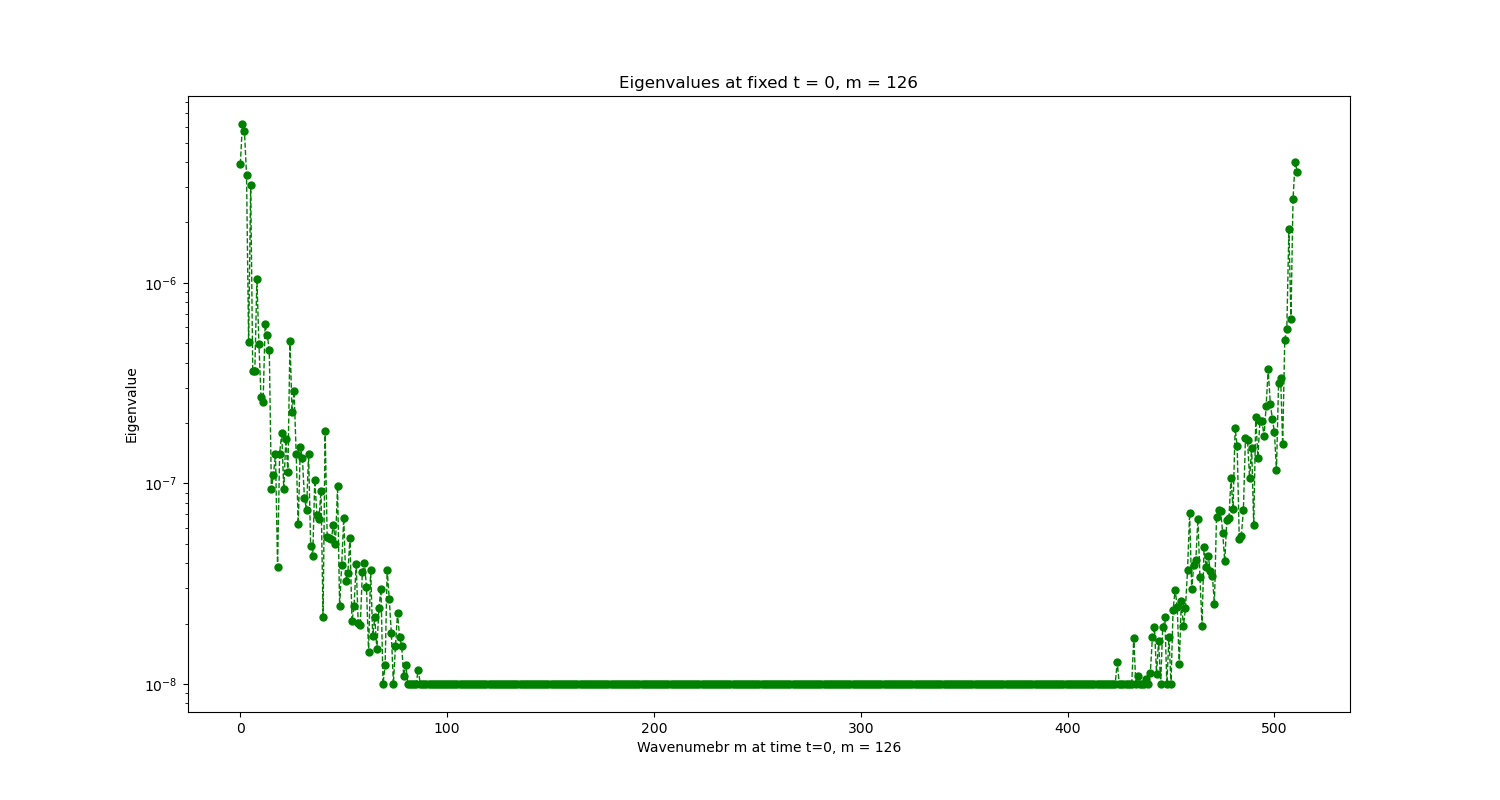 Eigenvalues at fixed t = 0, m = 126
Eigenvalue
10⁻⁶
10⁻⁷
10⁻⁸
0 100 200 300 400 500
Wavenumebr m at time t=0, m = 126